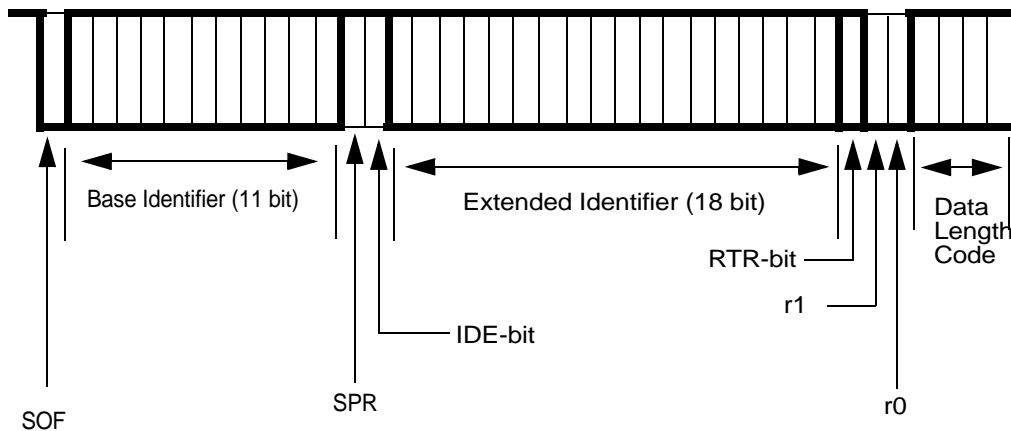 Base Identifier (11 bit)
Extended Identifier (18 bit)
Data
Length
Code
RTR-bit
r1
IDE-bit
SPR
r0
SOF